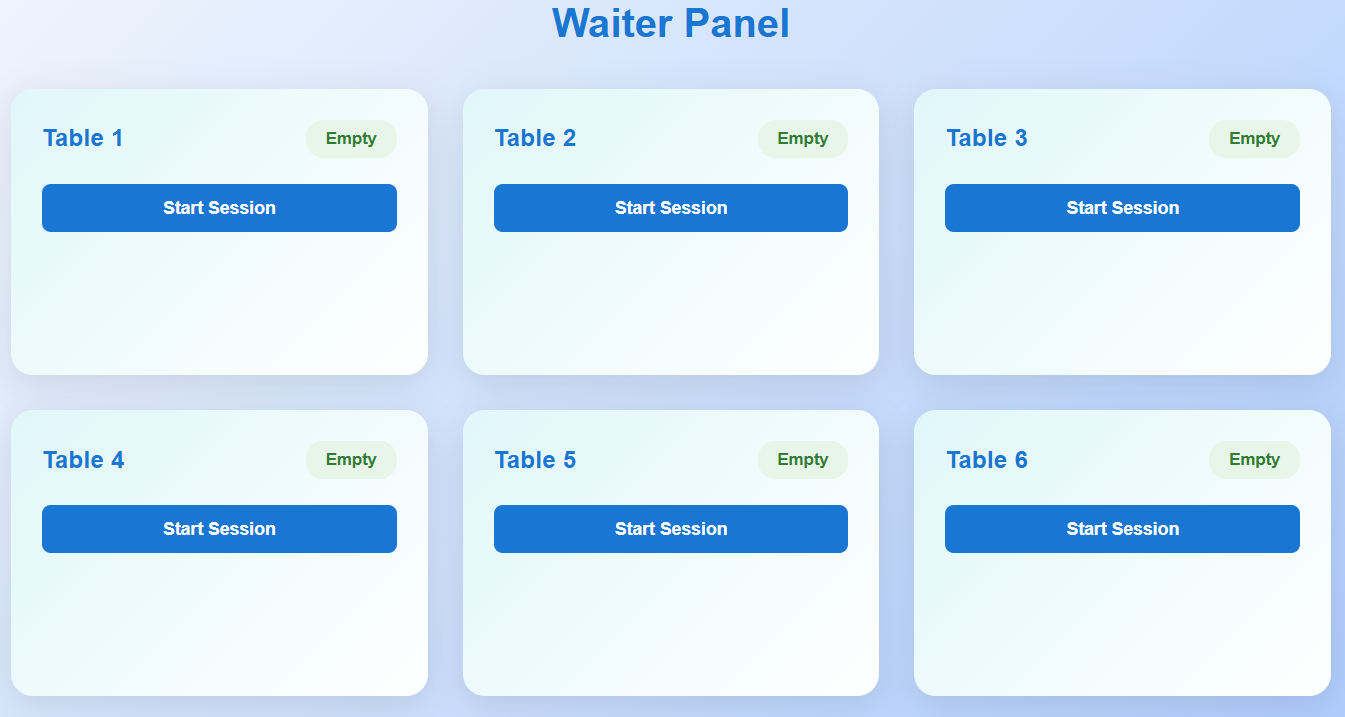 Waiter Panel
Table 1 Empty
Start Session
Table 2 Empty
Start Session
Table 3 Empty
Start Session
Table 4 Empty
Start Session
Table 5 Empty
Start Session
Table 6 Empty
Start Session